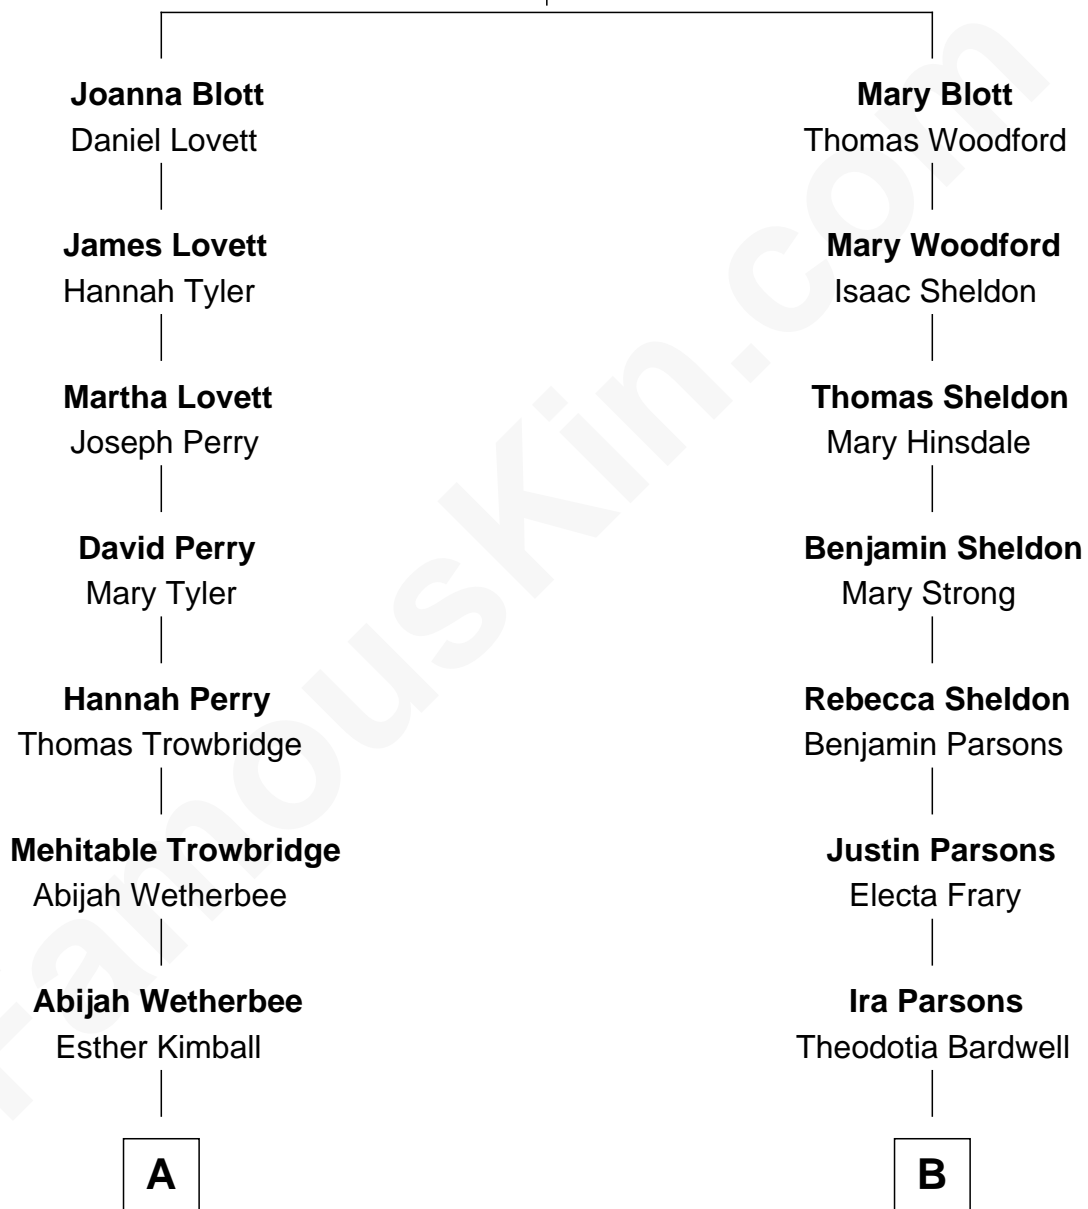 Joanna Blott
Daniel Lovett
James Lovett
Hannah Tyler
Martha Lovett
Joseph Perry
David Perry
Mary Tyler
Hannah Perry
Thomas Trowbridge
Mehitable Trowbridge
Abijah Wetherbee
Abijah Wetherbee
Esther Kimball
A
Mary Blott
Thomas Woodford
Mary Woodford
Isaac Sheldon
Thomas Sheldon
Mary Hinsdale
Benjamin Sheldon
Mary Strong
Rebecca Sheldon
Benjamin Parsons
Justin Parsons
Electa Frary
Ira Parsons
Theodotia Bardwell
B
FamousKin.com